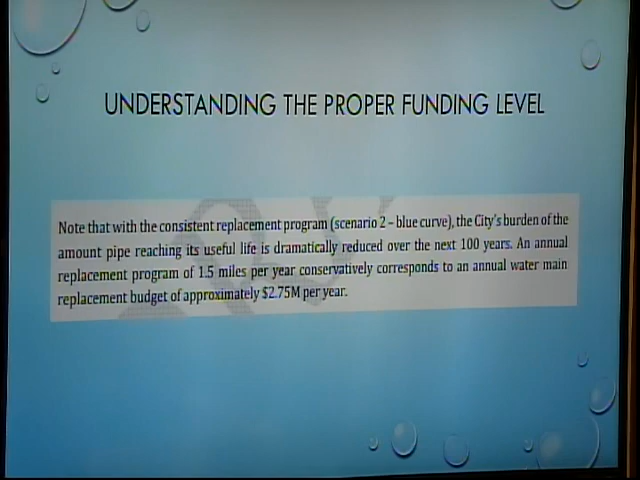 UNDERSTANDING THE PROPER FUNDING LEVEL
Note that with the consistent replacement program (scenario 2 – blue curve), the City's burden of the
amount pipe reaching its useful life is dramatically reduced over the next 100 years. An annual
replacement program of 1.5 miles per year conservatively corresponds to an annual water main
replacement budget of approximately $2.75M per year.